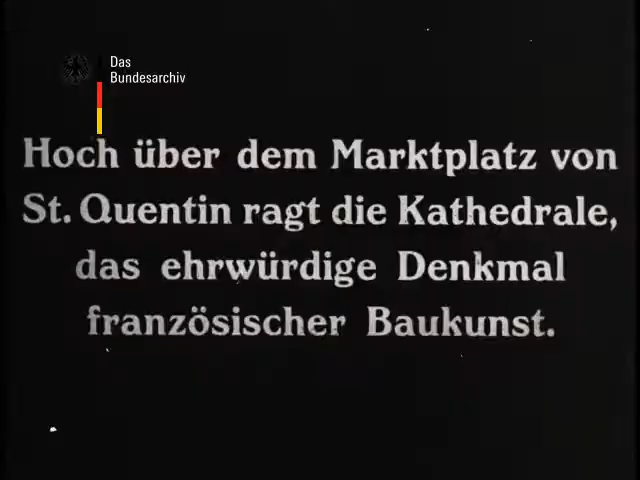 Das
Bundesarchiv
Hoch über dem Marktplatz von
St. Quentin ragt die Kathedrale,
das ehrwürdige Denkmal
französischer Baukunst.